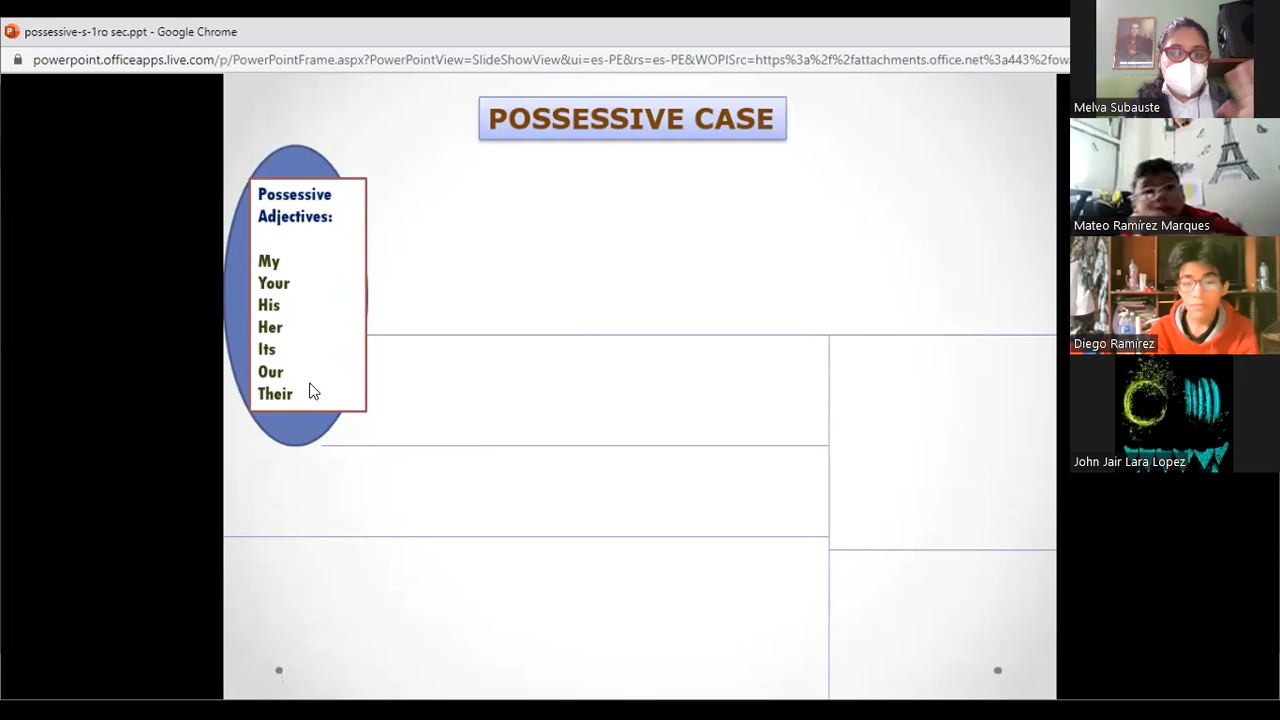 possessive-s-1ro sec.ppt - Google Chrome
powerpoint.officeapps.live.com/p/PowerPointFrame.aspx?PowerPointView=SlideShowView&ui=es-PE&rs=es-PE&WOPISrc=https%3a%2f%2fattachments.office.net%3a443%2fow
POSSESSIVE CASE
Possessive
Adjectives:
My
Your
His
Her
Its
Our
Their
Melva Subauste
Mateo Ramírez Marques
Diego Ramírez
John Jair Lara Lopez